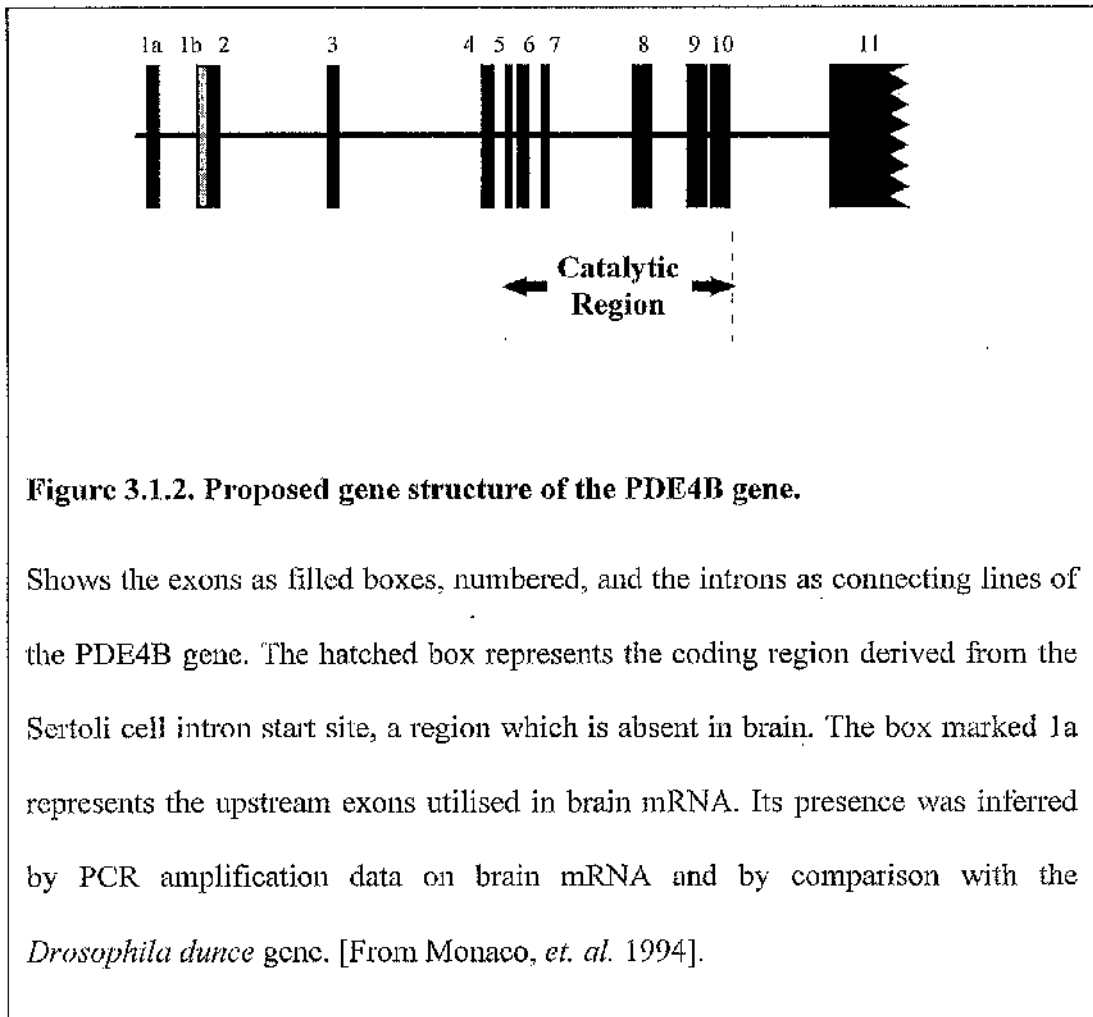 1a 1b 2 3 4 5 6 7 8 9 10 11
Catalytic
Region
Figure 3.1.2. Proposed gene structure of the PDE4B gene.
Shows the exons as filled boxes, numbered, and the introns as connecting lines of
the PDE4B gene. The hatched box represents the coding region derived from the
Sertoli cell intron start site, a region which is absent in brain. The box marked 1a
represents the upstream exons utilised in brain mRNA. Its presence was inferred
by PCR amplification data on brain mRNA and by comparison with the
Drosophila dunce gene. [From Monaco, et. al. 1994].